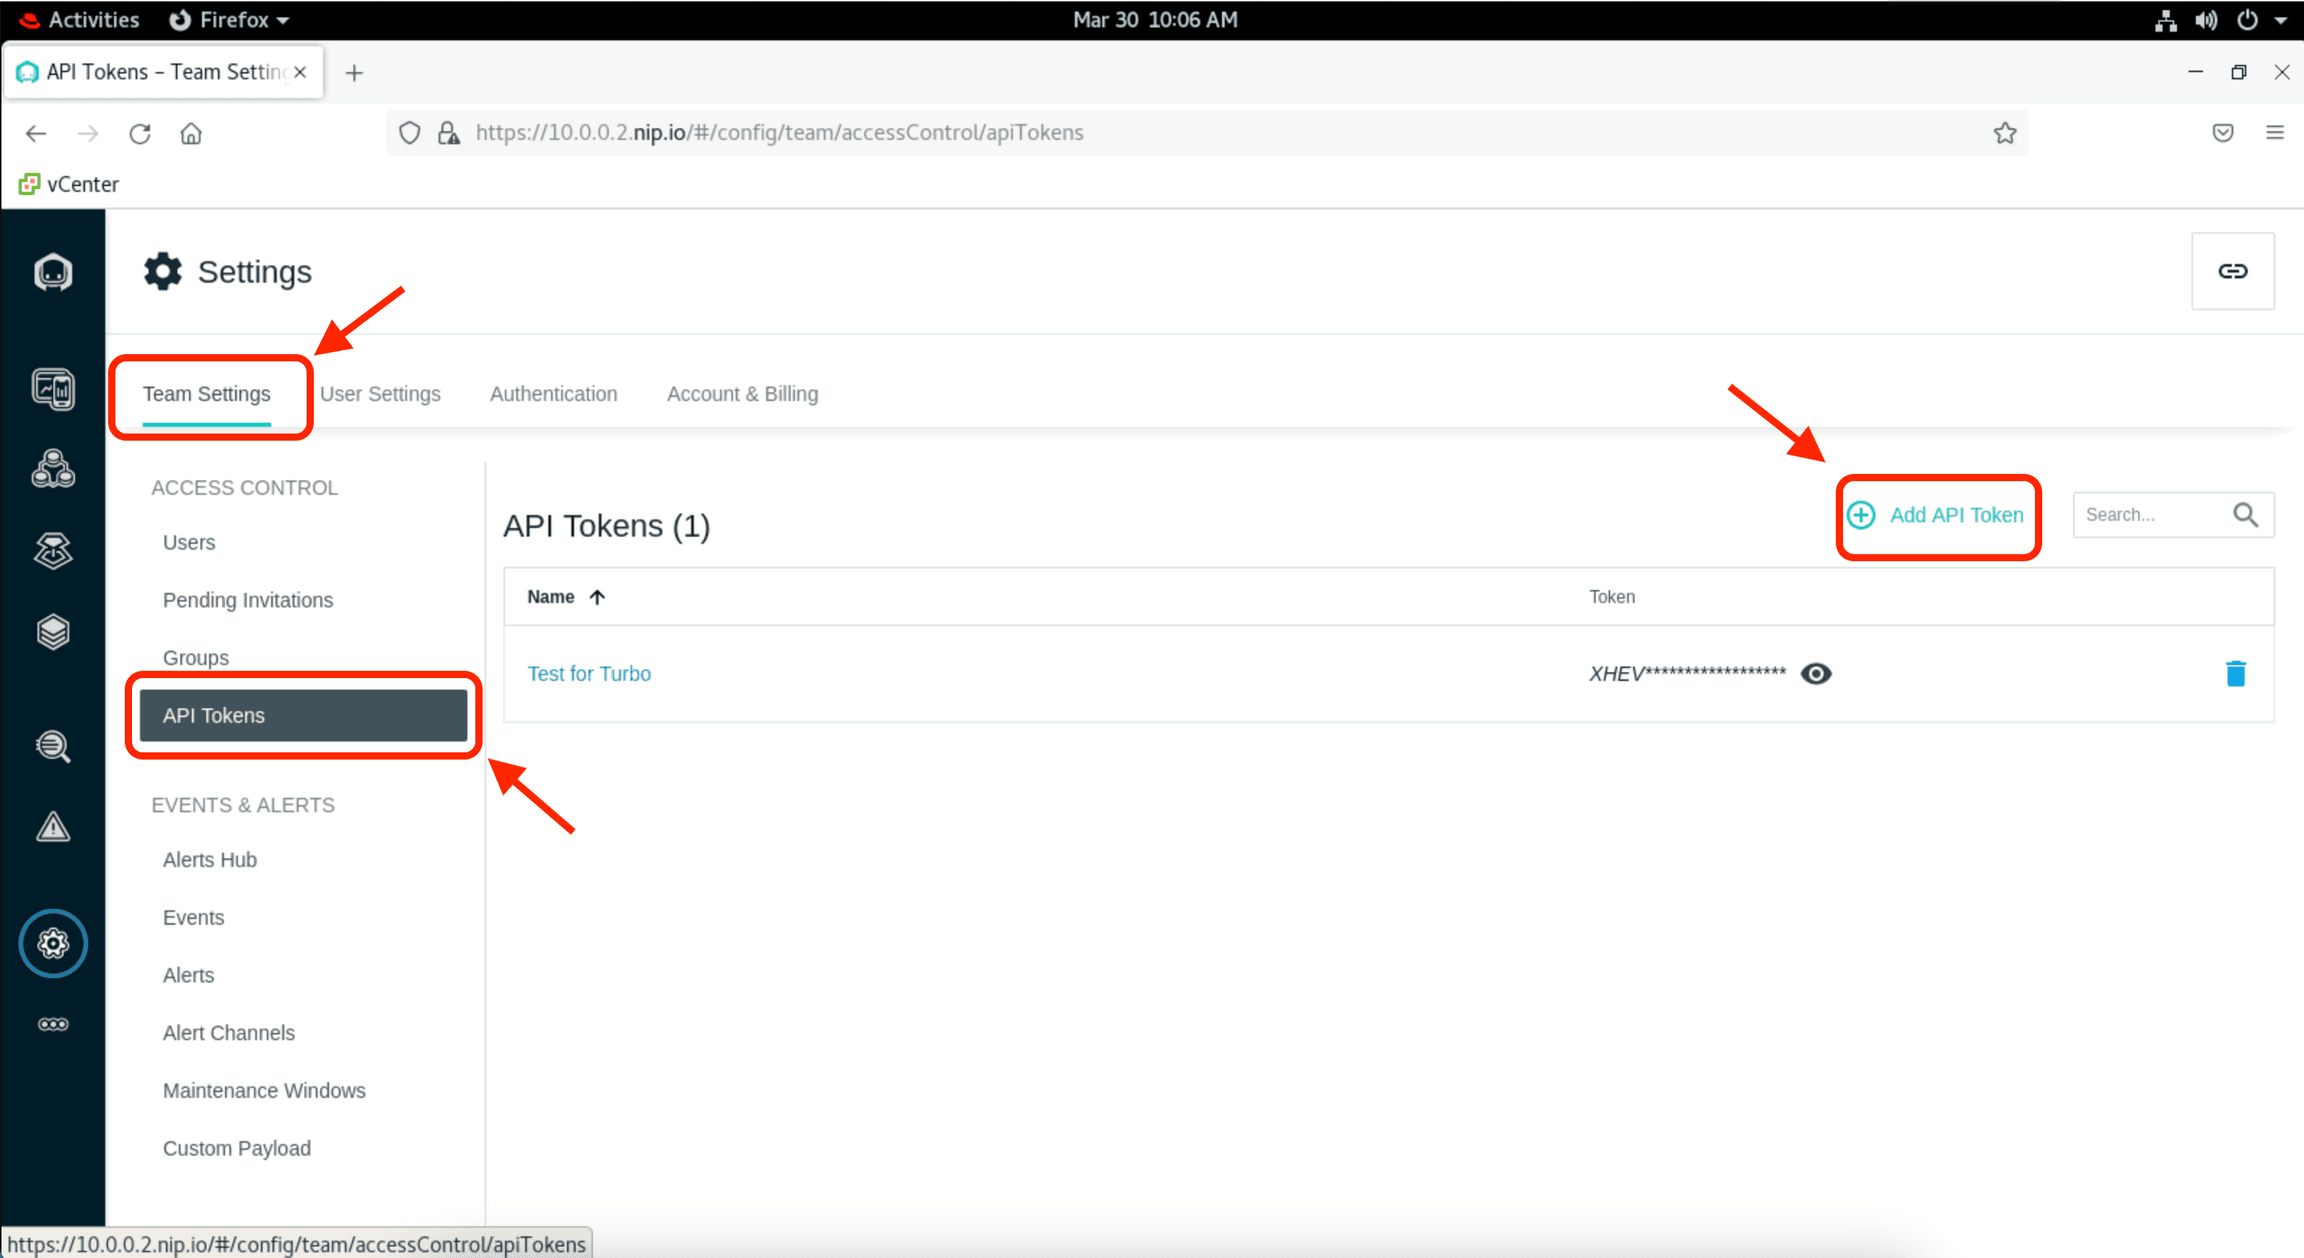 Activities
Firefox
Mar 30 10:06 AM
API Tokens – Team Setting
https://10.0.0.2.nip.io/#/config/team/accessControl/apiTokens
vCenter
Settings
Team Settings
User Settings
Authentication
Account & Billing
ACCESS CONTROL
Users
Pending Invitations
Groups
API Tokens
EVENTS & ALERTS
Alerts Hub
Events
Alerts
Alert Channels
Maintenance Windows
Custom Payload
API Tokens (1)
Add API Token
Search...
Name
Token
Test for Turbo
XHEV******************
https://10.0.0.2.nip.io/#/config/team/accessControl/apiTokens